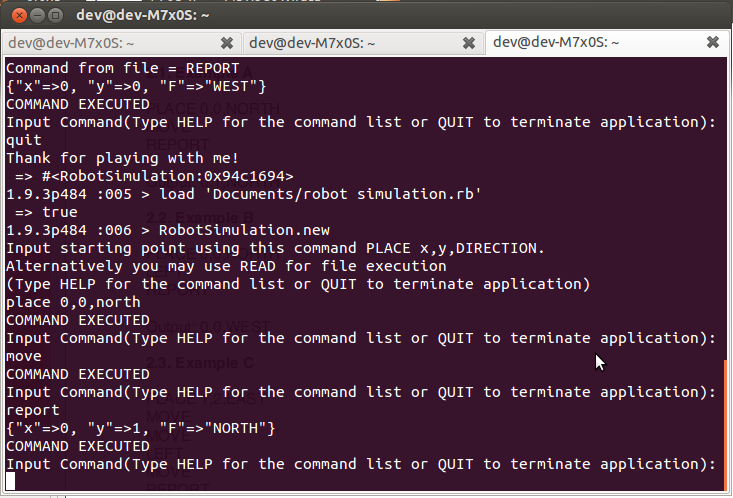 dev@dev-M7x0S: ~
dev@dev-M7x0S: ~
dev@dev-M7x0S: ~
dev@dev-M7x0S: ~
Command from file = REPORT
{"x"=>0, "y"=>0, "F"=>"WEST"}
COMMAND EXECUTED
Input Command(Type HELP for the command list or QUIT to terminate application):
quit
Thank for playing with me!
=> #<RobotSimulation:0x94c1694>
1.9.3p484 :005 > load 'Documents/robot simulation.rb'
=> true
1.9.3p484 :006 > RobotSimulation.new
Input starting point using this command PLACE x,y,DIRECTION.
Alternatively you may use READ for file execution
(Type HELP for the command list or QUIT to terminate application)
place 0,0,north
COMMAND EXECUTED
Input Command(Type HELP for the command list or QUIT to terminate application):
move
COMMAND EXECUTED
Input Command(Type HELP for the command list or QUIT to terminate application):
report
{"x"=>0, "y"=>1, "F"=>"NORTH"}
COMMAND EXECUTED
Input Command(Type HELP for the command list or QUIT to terminate application):